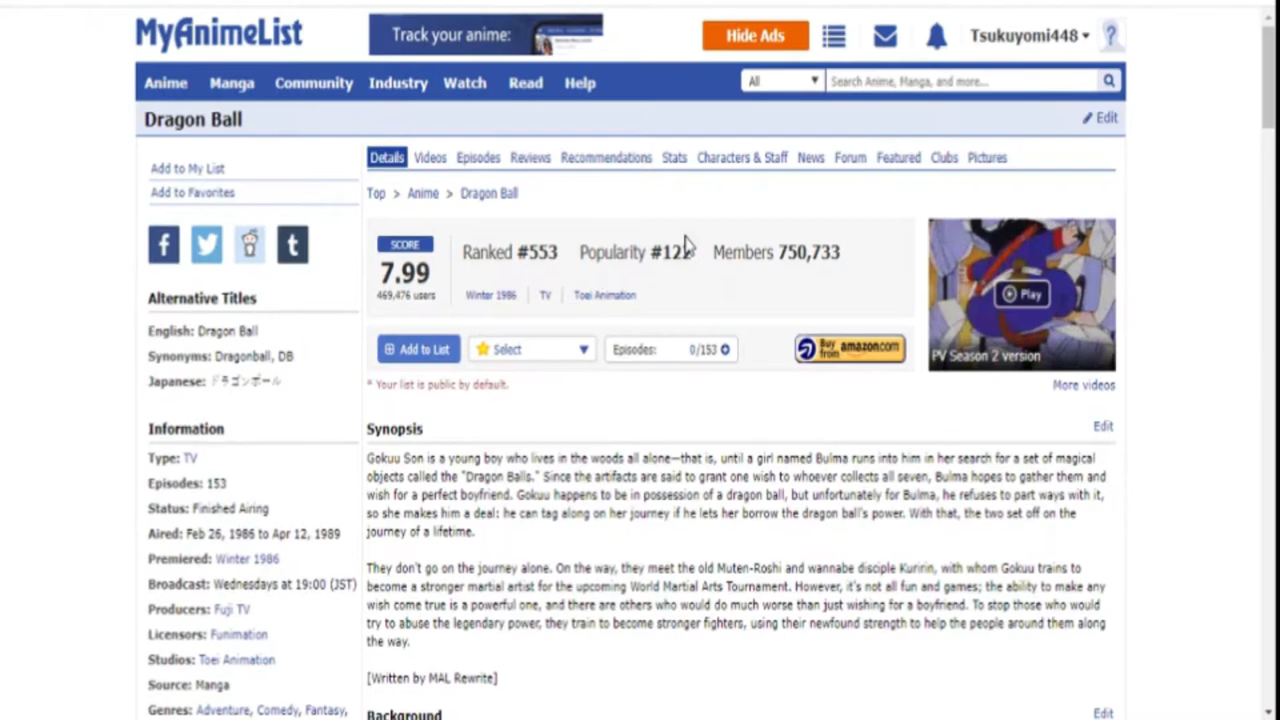 MyAnimeList
Track your anime:
Hide Ads
Tsukuyomi448
Anime Manga Community Industry Watch Read Help
All
Search Anime, Manga, and more...
Dragon Ball
Edit
Add to My List
Add to Favorites
Details Videos Episodes Reviews Recommendations Stats Characters & Staff News Forum Featured Clubs Pictures
Top > Anime > Dragon Ball
SCORE
7.99
469,476 users
Ranked #553 Popularity Members 750,733
Winter 1986 TV Toei Animation
Play
PV Season 2 version
Add to List
Select
Episodes: 0/153
Buy from amazon.com
* Your list is public by default.
More videos
Alternative Titles
English: Dragon Ball
Synonyms: Dragonball, DB
Japanese: ドラゴンボール
Information
Type: TV
Episodes: 153
Status: Finished Airing
Aired: Feb 26, 1986 to Apr 12, 1989
Premiered: Winter 1986
Broadcast: Wednesdays at 19:00 (JST)
Producers: Fuji TV
Licensors: Funimation
Studios: Toei Animation
Source: Manga
Genres: Adventure, Comedy, Fantasy,
Synopsis
Edit
Gokuu Son is a young boy who lives in the woods all alone—that is, until a girl named Bulma runs into him in her search for a set of magical
objects called the "Dragon Balls." Since the artifacts are said to grant one wish to whoever collects all seven, Bulma hopes to gather them and
wish for a perfect boyfriend. Gokuu happens to be in possession of a dragon ball, but unfortunately for Bulma, he refuses to part ways with it,
so she makes him a deal: he can tag along on her journey if he lets her borrow the dragon ball's power. With that, the two set off on the
journey of a lifetime.
They don't go on the journey alone. On the way, they meet the old Muten-Roshi and wannabe disciple Kuririn, with whom Gokuu trains to
become a stronger martial artist for the upcoming World Martial Arts Tournament. However, it's not all fun and games; the ability to make any
wish come true is a powerful one, and there are others who would do much worse than just wishing for a boyfriend. To stop those who would
try to abuse the legendary power, they train to become stronger fighters, using their newfound strength to help the people around them along
the way.
[Written by MAL Rewrite]
Background
Edit